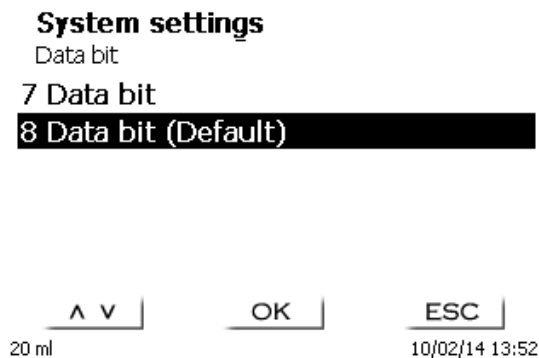 System settings
Data bit
7 Data bit
8 Data bit (Default)
∧ ∨ OK ESC
20 ml 10/02/14 13:52